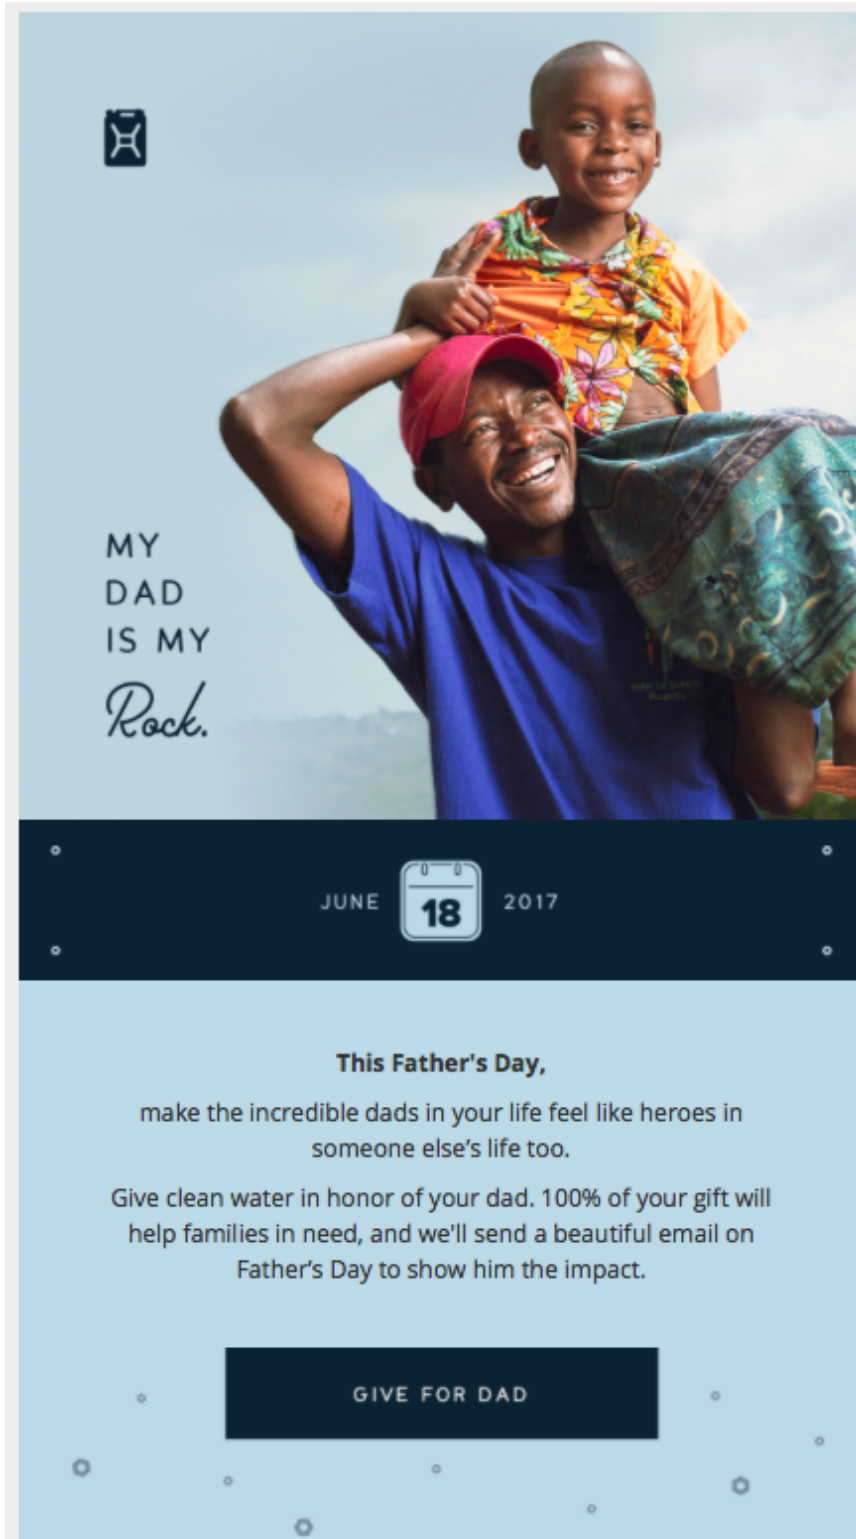 MY
DAD
IS MY
Rock.
JUNE 18 2017
This Father's Day,
make the incredible dads in your life feel like heroes in
someone else’s life too.
Give clean water in honor of your dad. 100% of your gift will
help families in need, and we'll send a beautiful email on
Father’s Day to show him the impact.
GIVE FOR DAD